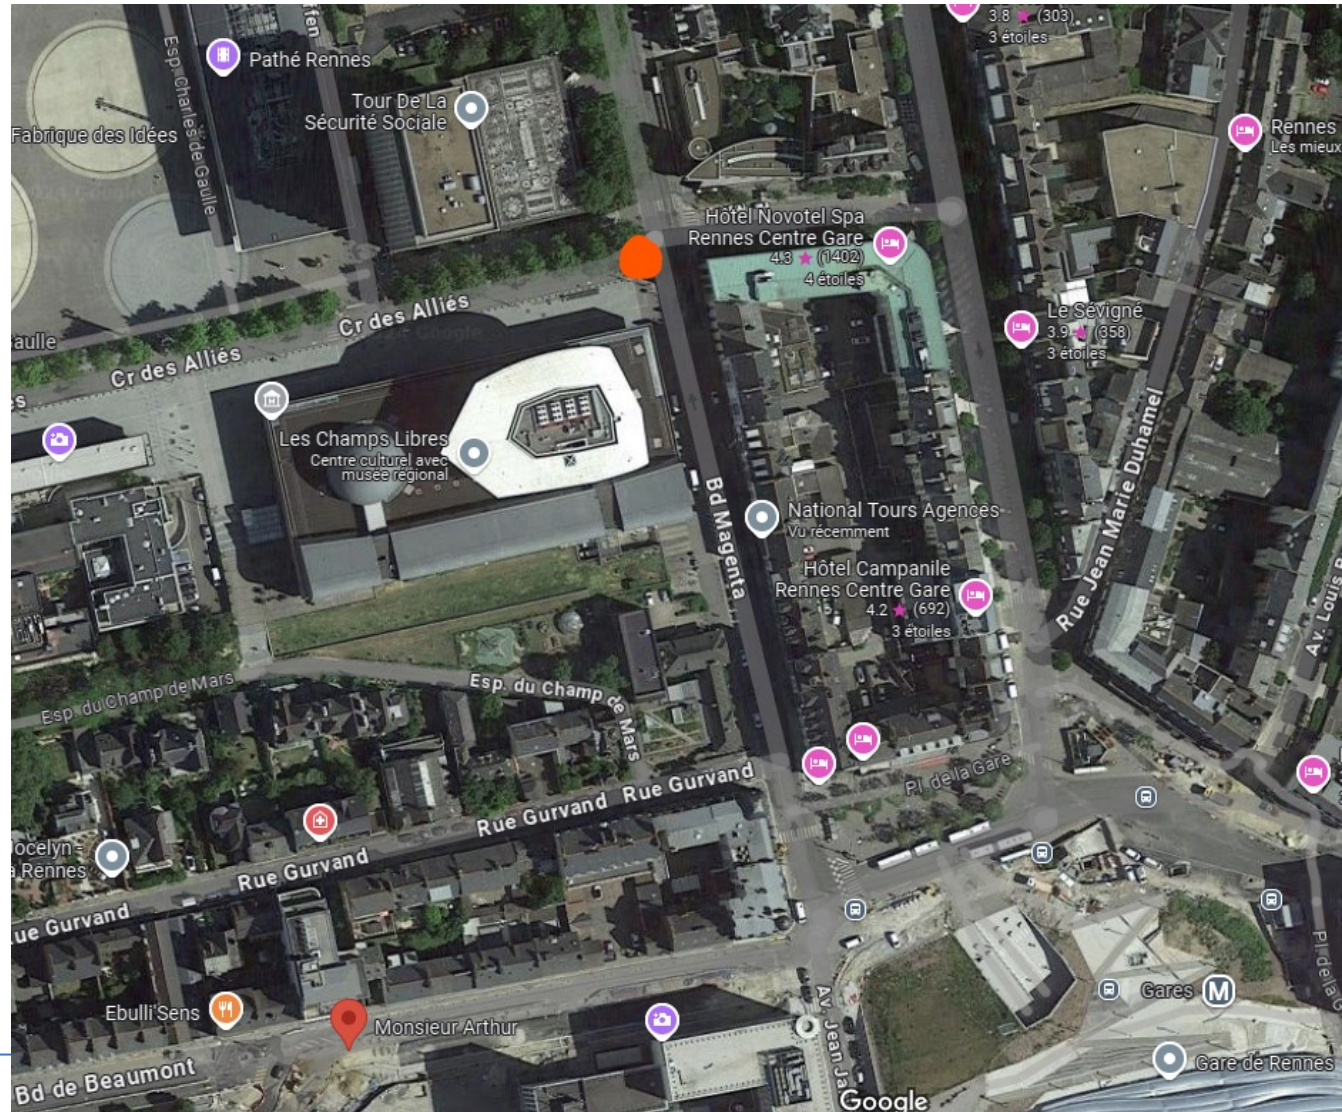 3.8 ★ (303)
3 étoiles
Pathé Rennes
Esp. Charles de Gaulle
Tour De La
Sécurité Sociale
Fabrique des Idées
Rennes
Les mieux
Hôtel Novotel Spa
Rennes Centre Gare
4.3 ★ (1402)
4 étoiles
Cr des Alliés
Cr des Alliés
Le Sévigné
3.9 ★ (358)
3 étoiles
Les Champs Libres
Centre culturel avec
musée régional
Bd Magenta
Rue Jean Marie Duhamel
National Tours Agences
Vu récemment
Hôtel Campanile
Rennes Centre Gare
4.2 ★ (692)
3 étoiles
Av. Louis B
Esp. du Champ de Mars
Esp. du Champ de Mars
Pl. de la Gare
Rue Gurvand
Rue Gurvand
Rue Gurvand
ue Gurvand
Jocelyn -
a Rennes
Pl. de la
Gares M
Ebulli'Sens
Monsieur Arthur
Av. Jean Ja
Gare de Rennes
Bd de Beaumont
Google